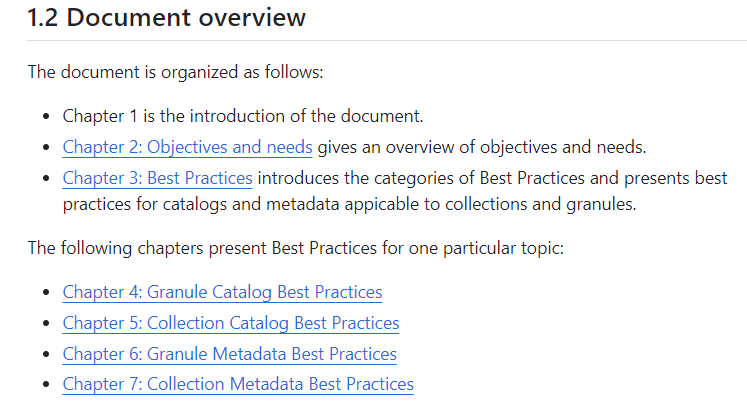 1.2 Document overview
The document is organized as follows:
• Chapter 1 is the introduction of the document.
• Chapter 2: Objectives and needs gives an overview of objectives and needs.
• Chapter 3: Best Practices introduces the categories of Best Practices and presents best
practices for catalogs and metadata appicable to collections and granules.
The following chapters present Best Practices for one particular topic:
• Chapter 4: Granule Catalog Best Practices
• Chapter 5: Collection Catalog Best Practices
• Chapter 6: Granule Metadata Best Practices
• Chapter 7: Collection Metadata Best Practices